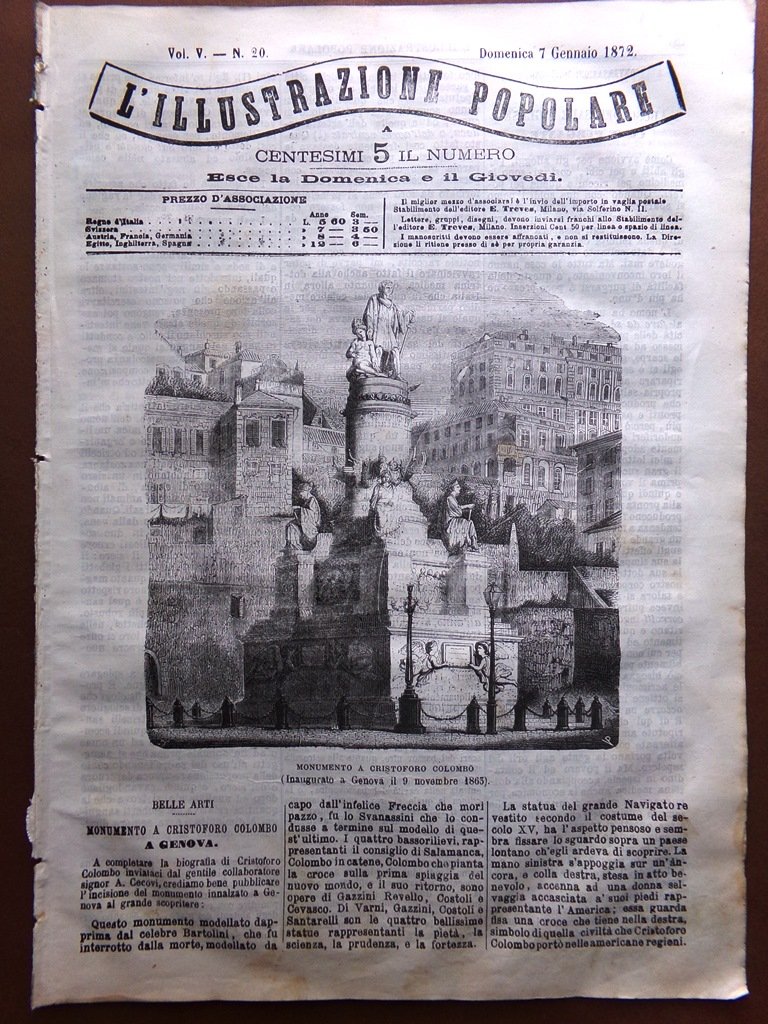 Vol. V. — N. 20.
Domenica 7 Gennaio 1872.
L'ILLUSTRAZIONE POPOLARE
A
CENTESIMI 5 IL NUMERO
Esce la Domenica e il Giovedì.
PREZZO D'ASSOCIAZIONE
Anno Sem.
Regno d'Italia L. 5 60 3 —
Svizzera » 7 — 3 50
Austria, Francia, Germania » 8 — 4 —
Egitto, Inghilterra, Spagna » 12 — 6 —
Il miglior mezzo d'associarsi è l'invio dell'importo in vaglia postale
Stabilimento dell'editore E. Treves, Milano, via Solferino N. 11.
Lettere, gruppi, disegni, devono inviarsi franchi allo Stabilimento del-
l'editore E. Treves, Milano. Inserzioni Cent 50 per linea o spazio di linea.
I manoscritti devono essere affrancati, e non si restituiscono. La Dire-
sione li ritiene presso di sè per propria garanzia.
MONUMENTO A CRISTOFORO COLOMBO
(Inaugurato a Genova il 9 novembre 1865).
BELLE ARTI
MONUMENTO A CRISTOFORO COLOMBO
A GENOVA.
A completare la biografia di Cristoforo
Colombo inviataci dal gentile collaboratore
signor A. Cecovi, crediamo bene pubblicare
l'incisione del monumento innalzato a Ge-
nova al grande scopritore:
Questo monumento modellato dap-
prima dal celebre Bartolini, che fu
interrotto dalla morte, modellato da
capo dall'infelice Freccia che morì
pazzo, fu lo Svanassini che lo con-
dusse a termine sul modello di que-
st'ultimo. I quattro bassorilievi, rap-
presentanti il consiglio di Salamanca,
Colombo in catene, Colombo che pianta
la croce sulla prima spiaggia del
nuovo mondo, e il suo ritorno, sono
opere di Gazzini Revello, Costoli e
Cevasco. Di Varni, Gazzini, Costoli e
Santarelli son le quattro bellissime
statue rappresentanti la pietà, la
scienza, la prudenza, e la fortezza.
La statua del grande Navigatore
vestito secondo il costume del se-
colo XV, ha l'aspetto pensoso e sem-
bra fissare lo sguardo sopra un paese
lontano ch'egli ardeva di scoprire. La
mano sinistra s'appoggia sur un'ân-
cora, e colla destra, stesa in atto be-
nevolo, accenna ad una donna sel-
vaggia accasciata a' suoi piedi rap-
presentante l'America; essa guarda
fisa una croce che tiene nella destra,
simbolo di quella civiltà che Cristoforo
Colombo portò nelle americane regioni.